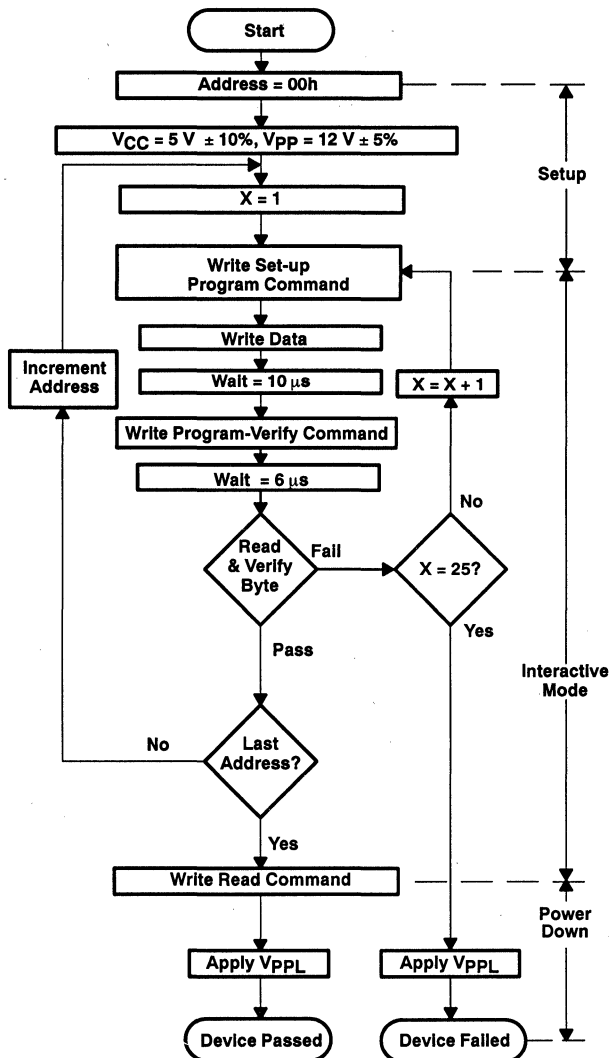 Start
Address = 00h
VCC = 5 V ± 10%, VPP = 12 V ± 5%
Setup
X = 1
Write Set-up
Program Command
Write Data
Increment
Address
Wait = 10 µs
X = X + 1
Write Program-Verify Command
Wait = 6 µs
No
Read
& Verify
Byte
Fail
X = 25?
Yes
Pass
Interactive
Mode
No
Last
Address?
Yes
Write Read Command
Power
Down
Apply VPPL
Apply VPPL
Device Passed
Device Failed